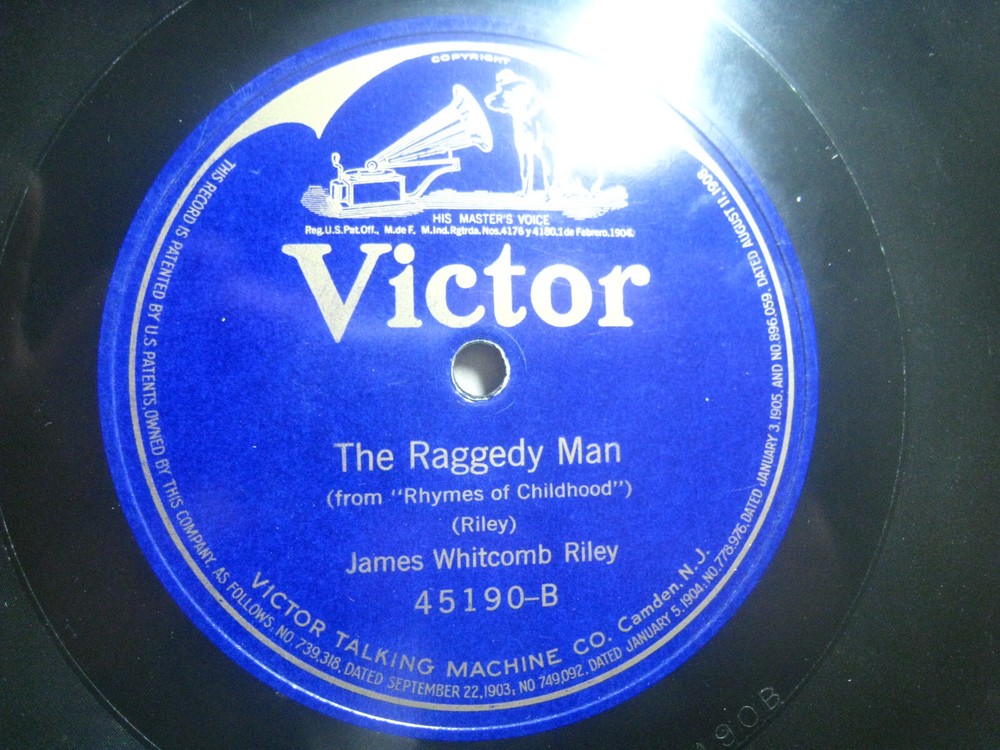 COPYRIGHT
HIS MASTER'S VOICE
Reg.U.S.Pat.Off., M.de F. M.Ind.Rgtrda.Nos.4176 y 4180.1 de Febrero.1904.
Victor
The Raggedy Man
(from "Rhymes of Childhood")
(Riley)
James Whitcomb Riley
45190-B
VICTOR TALKING MACHINE CO. Camden.N.J.
THIS RECORD IS PATENTED BY U.S. PATENTS, OWNED BY THIS COMPANY, AS FOLLOWS: NO. 739,318, DATED SEPTEMBER 22, 1903; NO 749,092, DATED JANUARY 5, 1904; NO. 778,976, DATED JANUARY 3, 1905, AND NO. 896,059, DATED AUGUST 11, 1908
90B